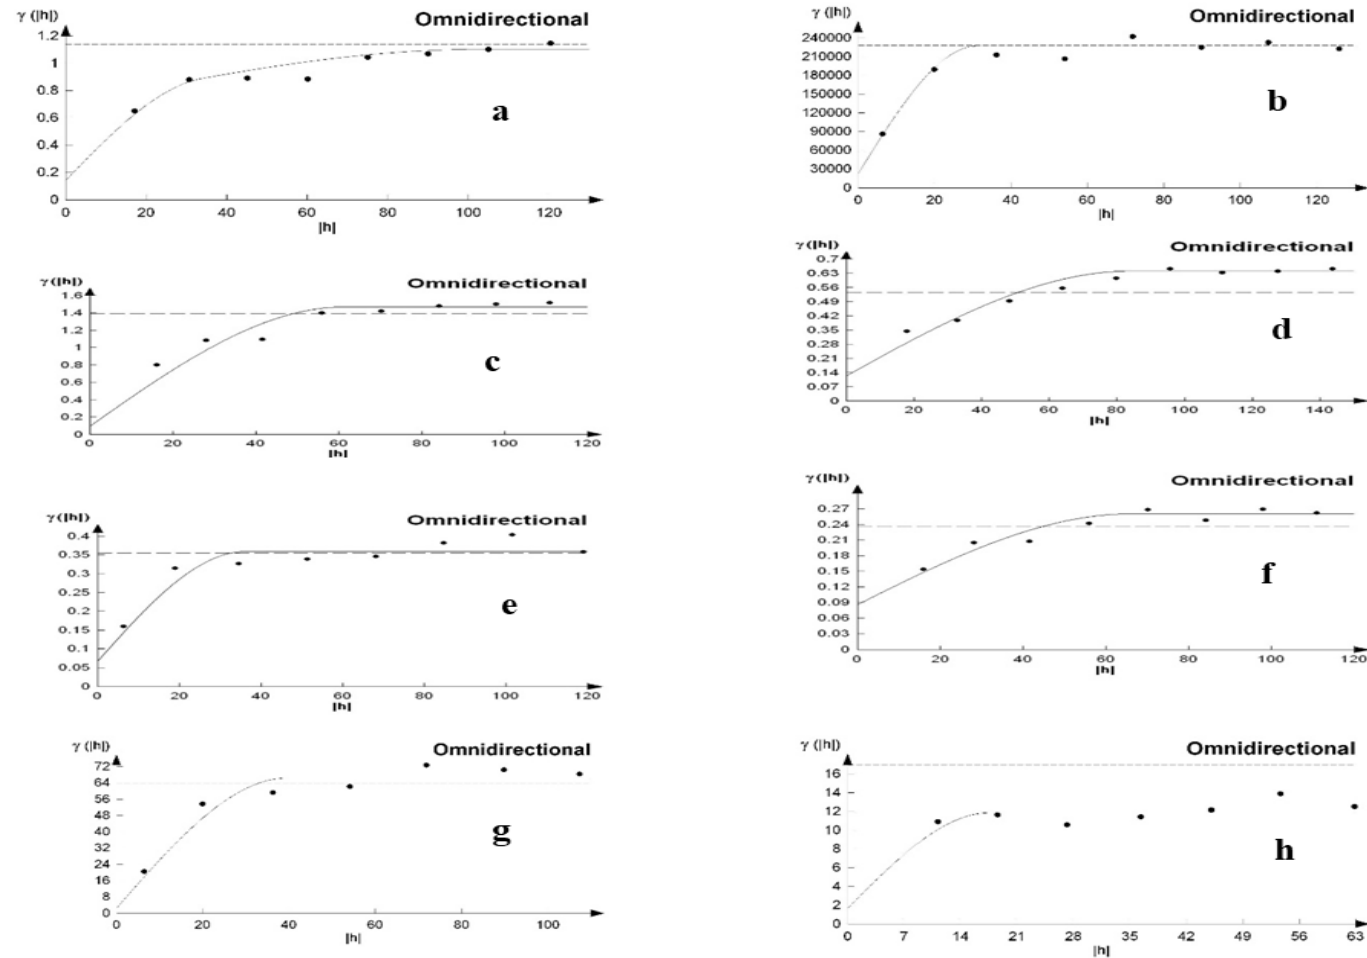 γ (|h|)
Omnidirectional
1.2
1
0.8
0.6
0.4
0.2
0
0 20 40 60 80 100 120
|h|
a
γ (|h|)
Omnidirectional
240000
210000
180000
150000
120000
90000
60000
30000
0
0 20 40 60 80 100 120
|h|
b
γ (|h|)
Omnidirectional
1.6
1.4
1.2
1
0.8
0.6
0.4
0.2
0
0 20 40 60 80 100 120
|h|
c
γ (|h|)
Omnidirectional
0.7
0.63
0.56
0.49
0.42
0.35
0.28
0.21
0.14
0.07
0
0 20 40 60 80 100 120 140
|h|
d
γ (|h|)
Omnidirectional
0.4
0.35
0.3
0.25
0.2
0.15
0.1
0.05
0
0 20 40 60 80 100 120
|h|
e
γ (|h|)
Omnidirectional
0.27
0.24
0.21
0.18
0.15
0.12
0.09
0.06
0.03
0
0 20 40 60 80 100 120
|h|
f
γ (|h|)
Omnidirectional
72
64
56
48
40
32
24
16
8
0
0 20 40 60 80 100
|h|
g
γ (|h|)
Omnidirectional
16
14
12
10
8
6
4
2
0
0 7 14 21 28 35 42 49 56 63
|h|
h